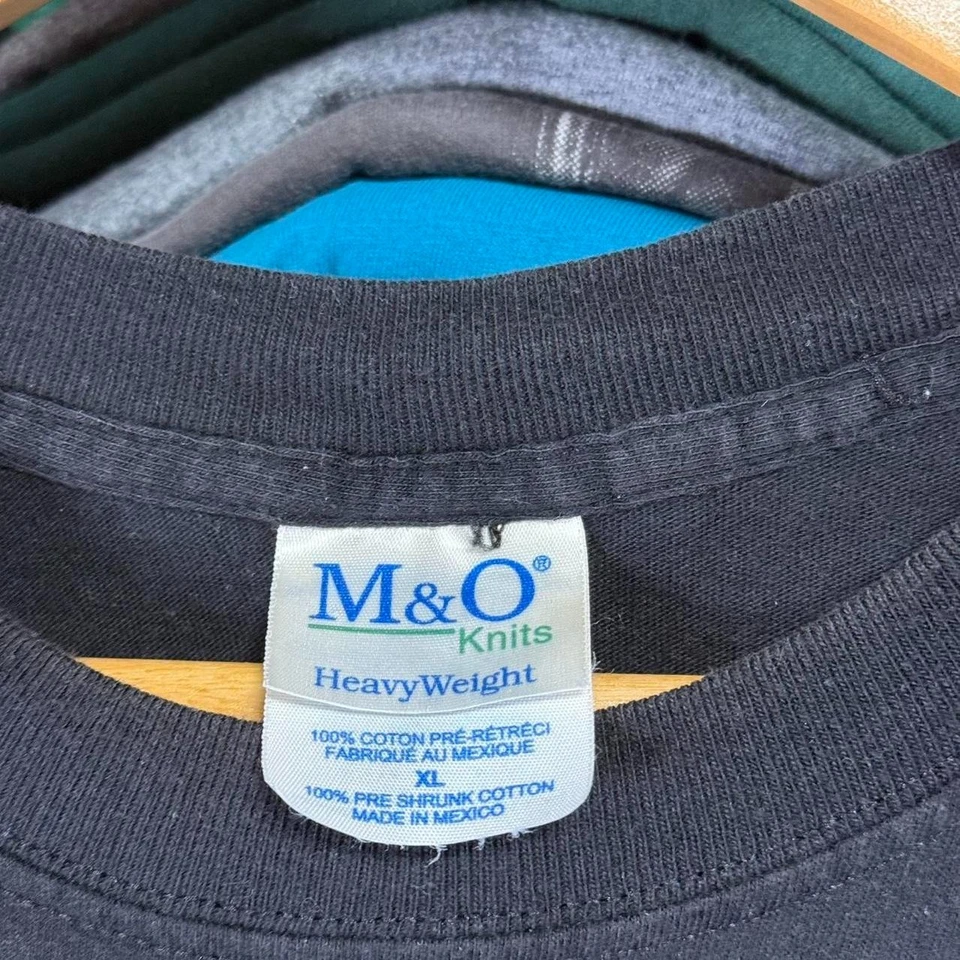 M&O®
Knits
HeavyWeight
100% COTON PRÉ-RÉTRÉCI
FABRIQUÉ AU MEXIQUE
XL
100% PRE SHRUNK COTTON
MADE IN MEXICO